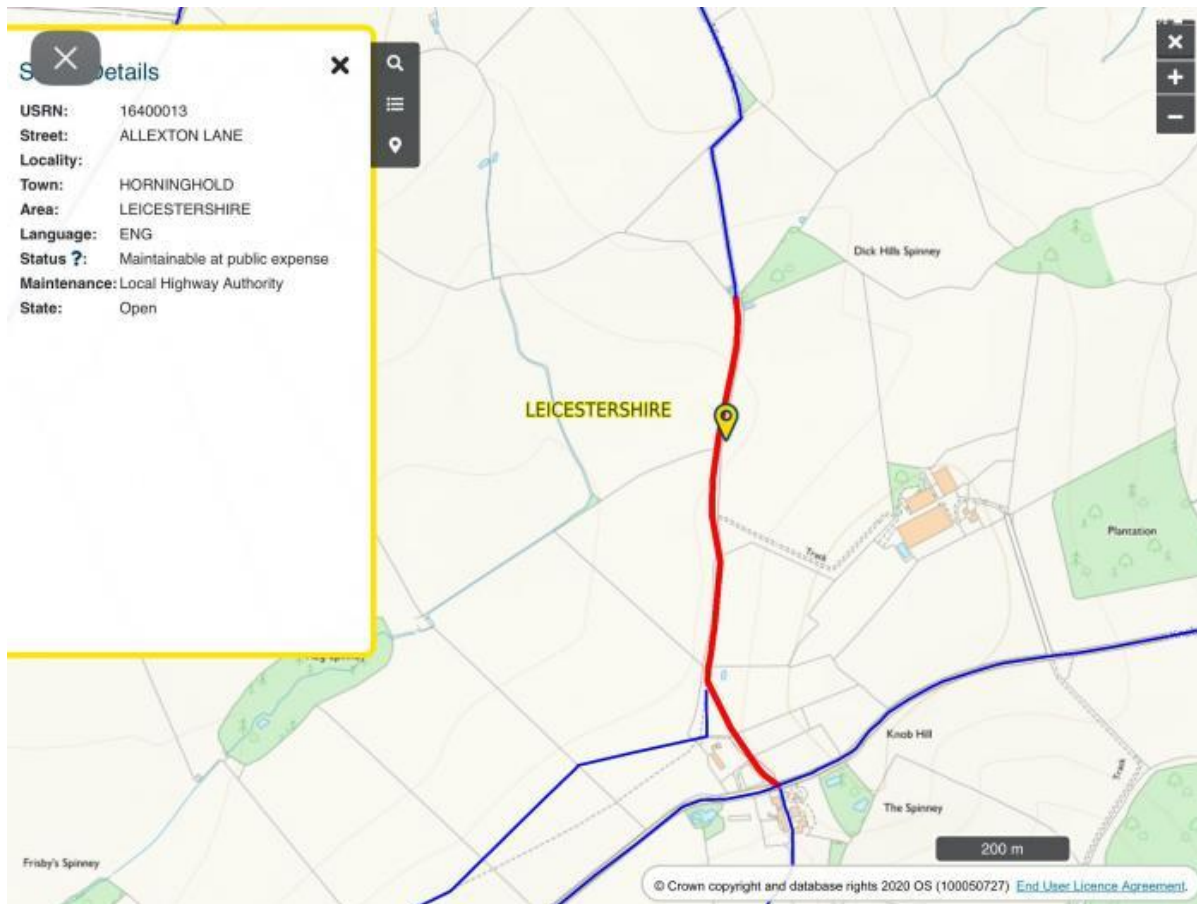 S Details
USRN: 16400013
Street: ALLEXTON LANE
Locality:
Town: HORNINGHOLD
Area: LEICESTERSHIRE
Language: ENG
Status ?: Maintainable at public expense
Maintenance: Local Highway Authority
State: Open
Dick Hills Spinney
LEICESTERSHIRE
Plantation
Track
Knob Hill
Track
The Spinney
200 m
Frisby's Spinney
© Crown copyright and database rights 2020 OS (100050727) End User Licence Agreement.